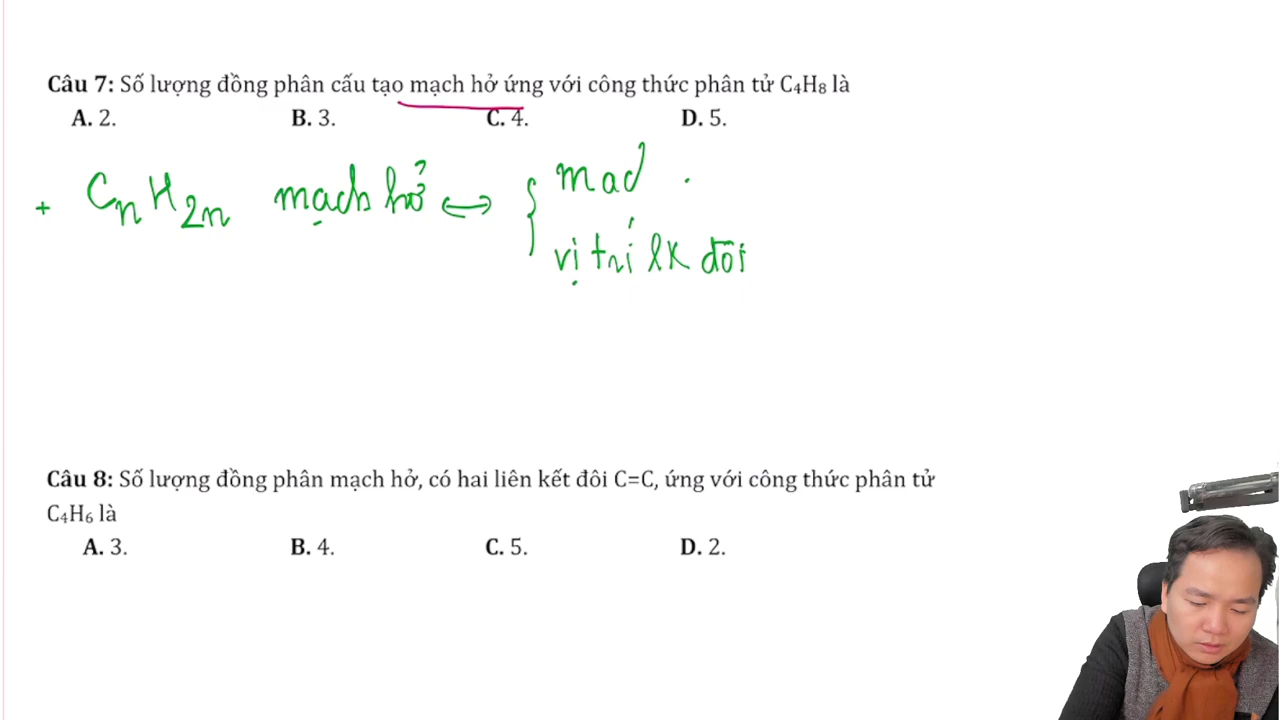 Câu 7: Số lượng đồng phân cấu tạo mạch hở ứng với công thức phân tử C₄H₈ là
A. 2. B. 3. C. 4. D. 5.
+ CnH2n mạch hở ⟷ { mad .
vị trí lk đôi
Câu 8: Số lượng đồng phân mạch hở, có hai liên kết đôi C=C, ứng với công thức phân tử
C₄H₆ là
A. 3. B. 4. C. 5. D. 2.